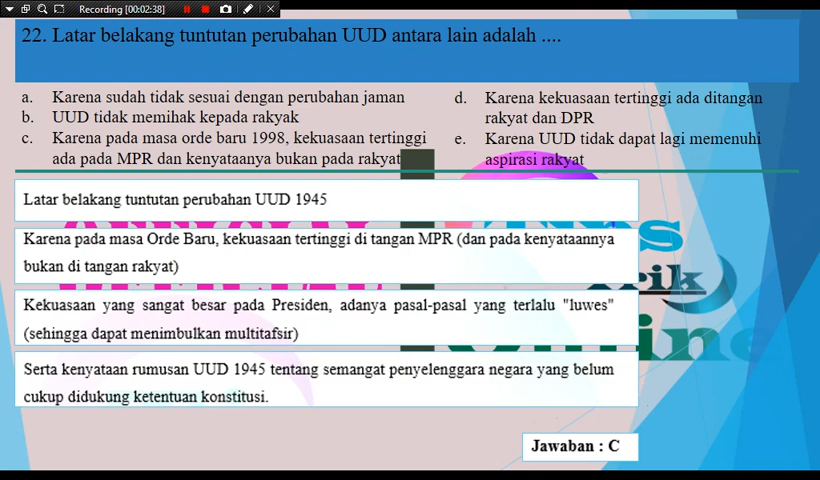 Recording [00:02:38]
22. Latar belakang tuntutan perubahan UUD antara lain adalah ....
a. Karena sudah tidak sesuai dengan perubahan jaman
b. UUD tidak memihak kepada rakyak
c. Karena pada masa orde baru 1998, kekuasaan tertinggi
ada pada MPR dan kenyataanya bukan pada rakyat
d. Karena kekuasaan tertinggi ada ditangan
rakyat dan DPR
e. Karena UUD tidak dapat lagi memenuhi
aspirasi rakyat
Latar belakang tuntutan perubahan UUD 1945
Karena pada masa Orde Baru, kekuasaan tertinggi di tangan MPR (dan pada kenyataannya
bukan di tangan rakyat)
Kekuasaan yang sangat besar pada Presiden, adanya pasal-pasal yang terlalu "luwes"
(sehingga dapat menimbulkan multitafsir)
Serta kenyataan rumusan UUD 1945 tentang semangat penyelenggara negara yang belum
cukup didukung ketentuan konstitusi.
Jawaban : C